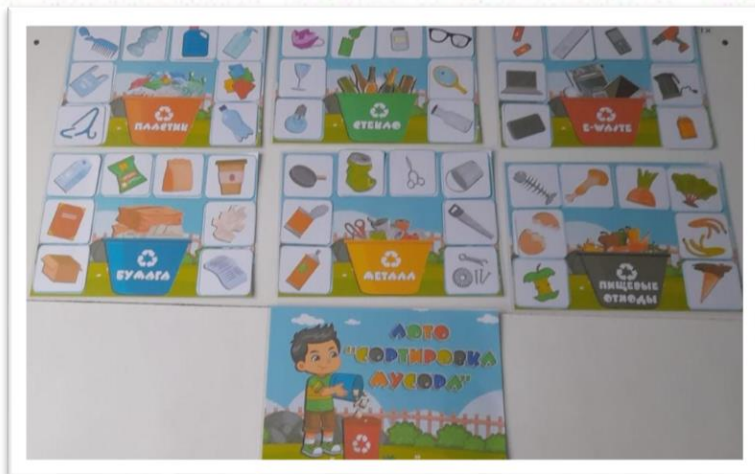 ПЛАСТИК
СТЕКЛО
E-WASTE
БУМАГА
МЕТАЛЛ
ПИЩЕВЫЕ
ОТХОДЫ
ЛОТО
"СОРТИРОВКА
МУСОРА"